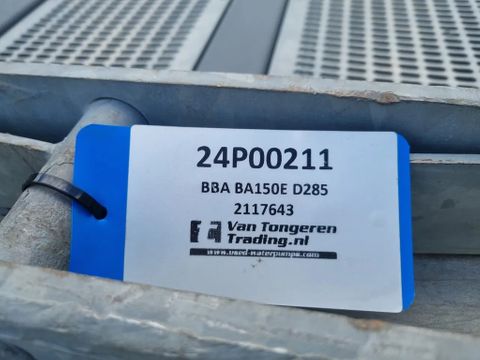 24P00211
BBA BA150E D285
2117643
Van Tongeren
Trading.nl
www.used-waterpumps.com